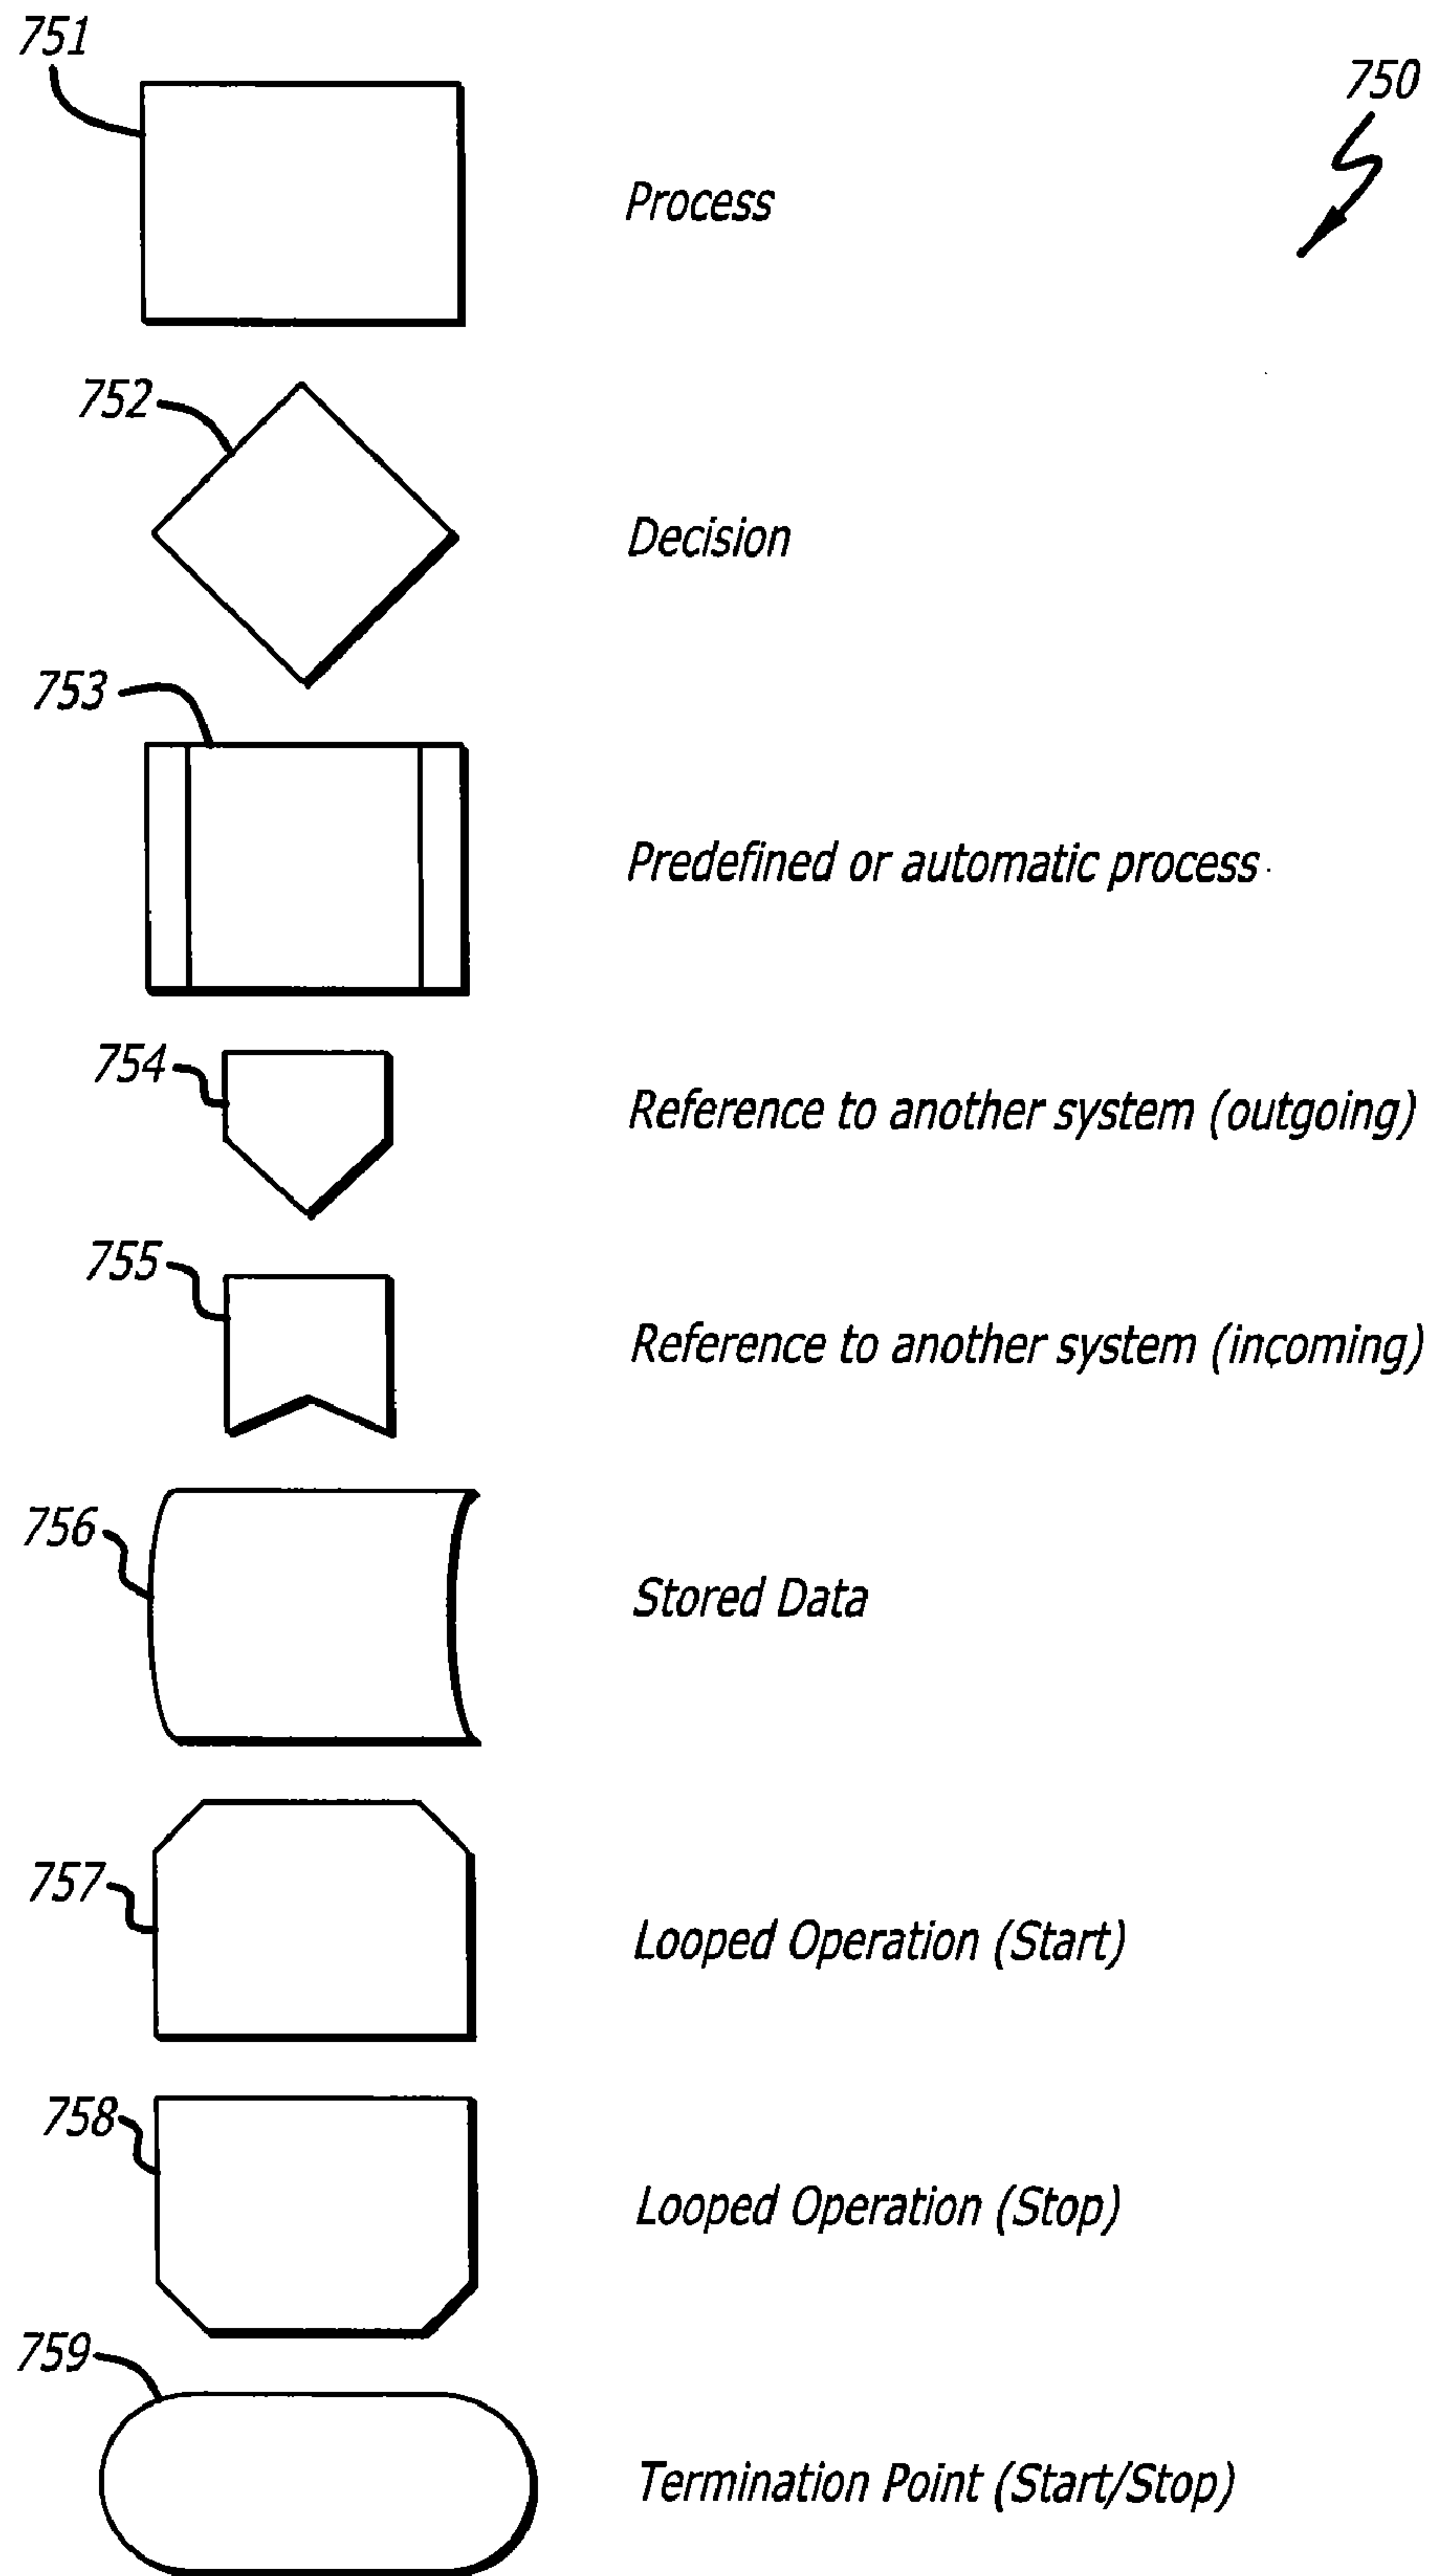 751
750
Process
752
Decision
753
Predefined or automatic process
754
Reference to another system (outgoing)
755
Reference to another system (incoming)
756
Stored Data
757
Looped Operation (Start)
758
Looped Operation (Stop)
759
Termination Point (Start/Stop)